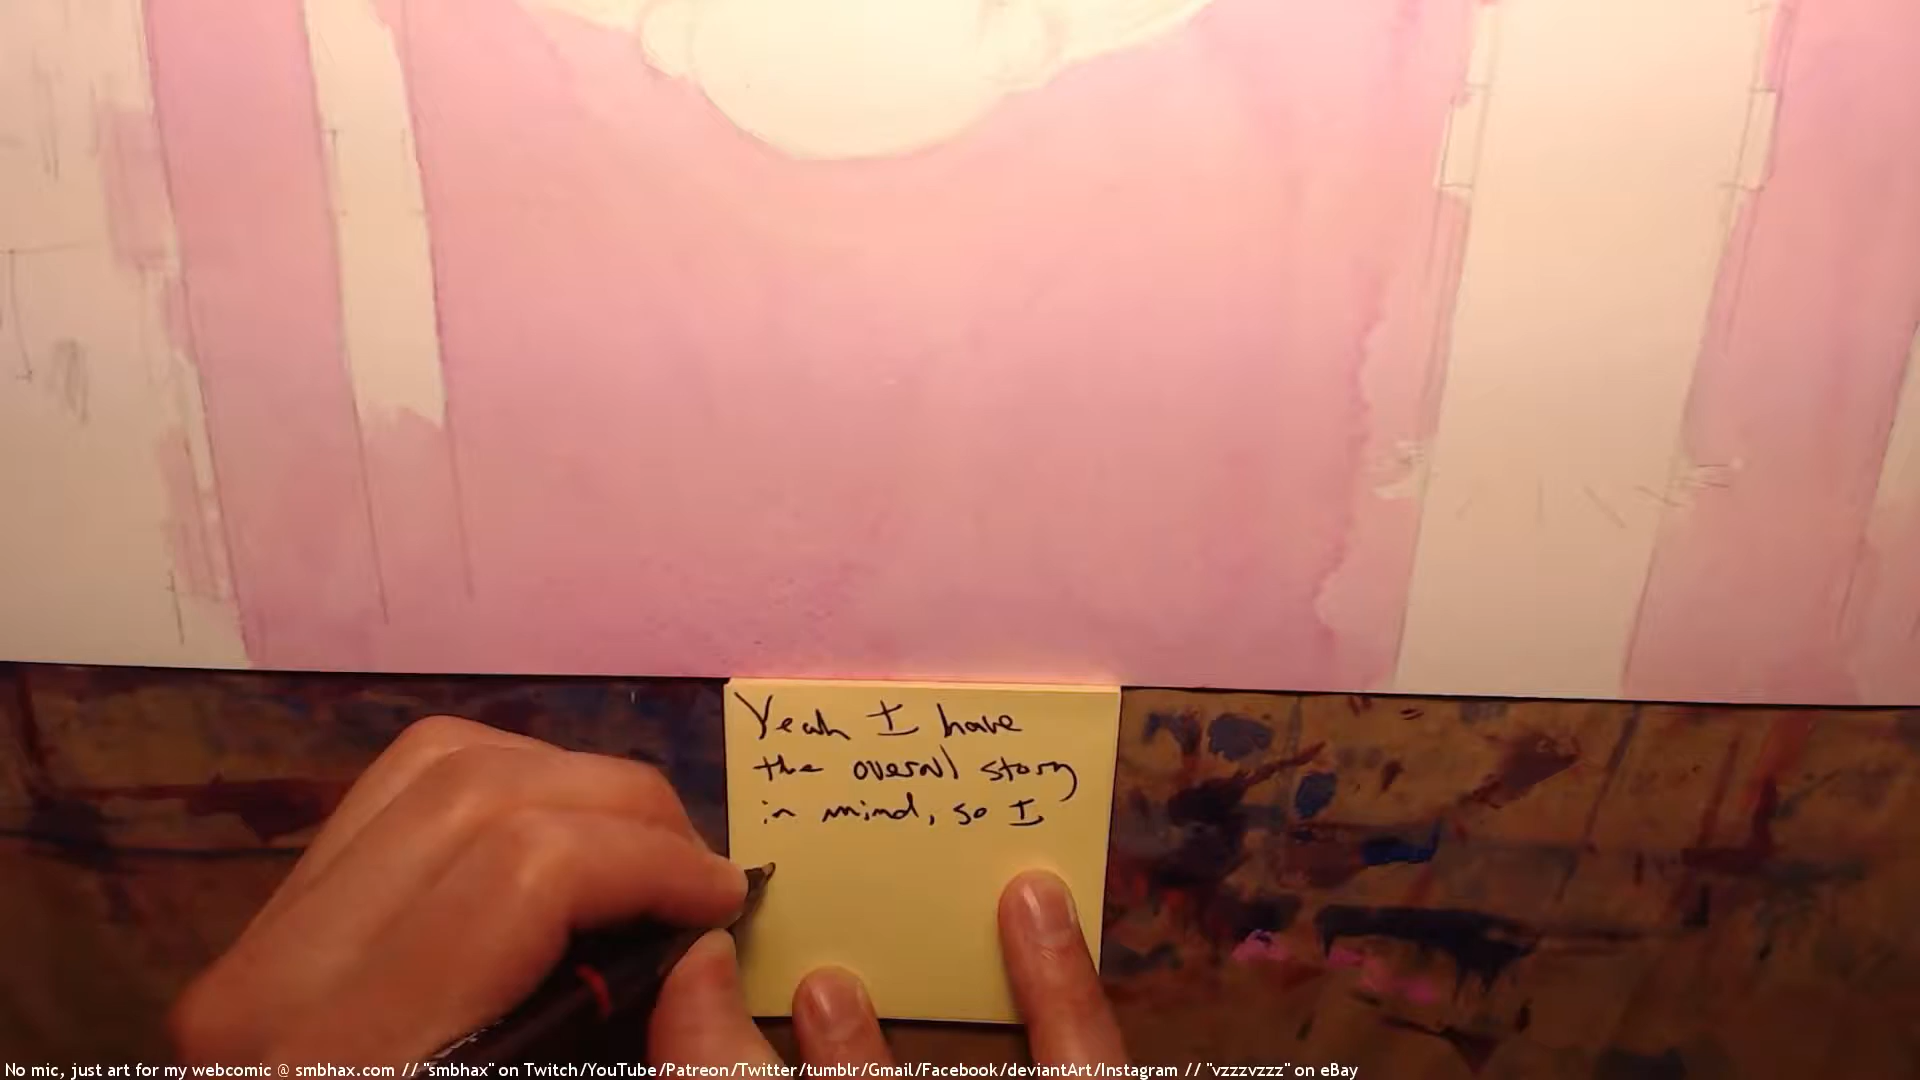 Yeah I have
the overall story
in mind, so I
No mic, just art for my webcomic @ smbhax.com // "smbhax" on Twitch/YouTube/Patreon/Twitter/tumblr/Gmail/Facebook/deviantArt/Instagram // "vzzzvzzz" on eBay